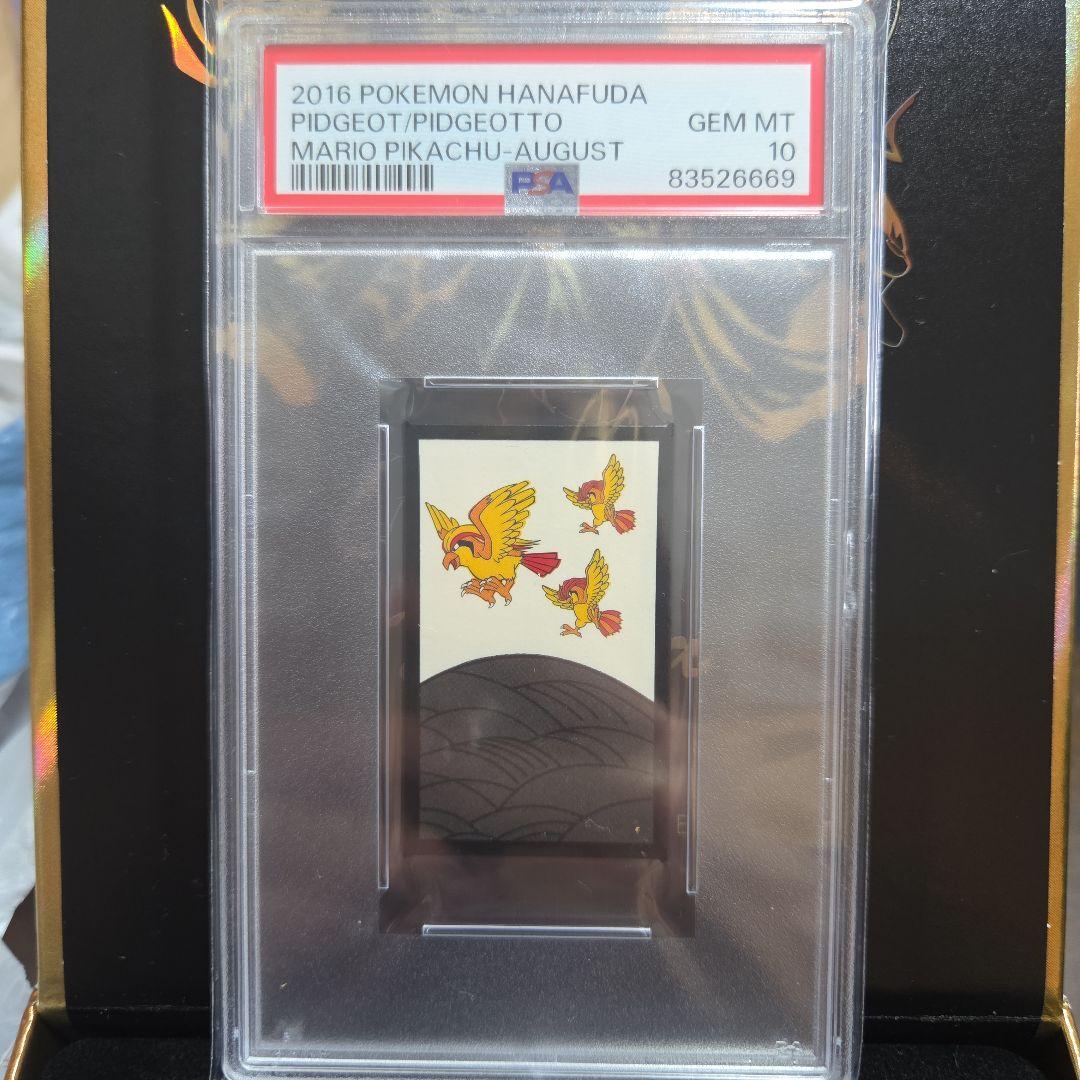 2016 POKEMON HANAFUDA
PIDGEOT/PIDGEOTTO GEM MT
MARIO PIKACHU-AUGUST 10
PSA 83526669